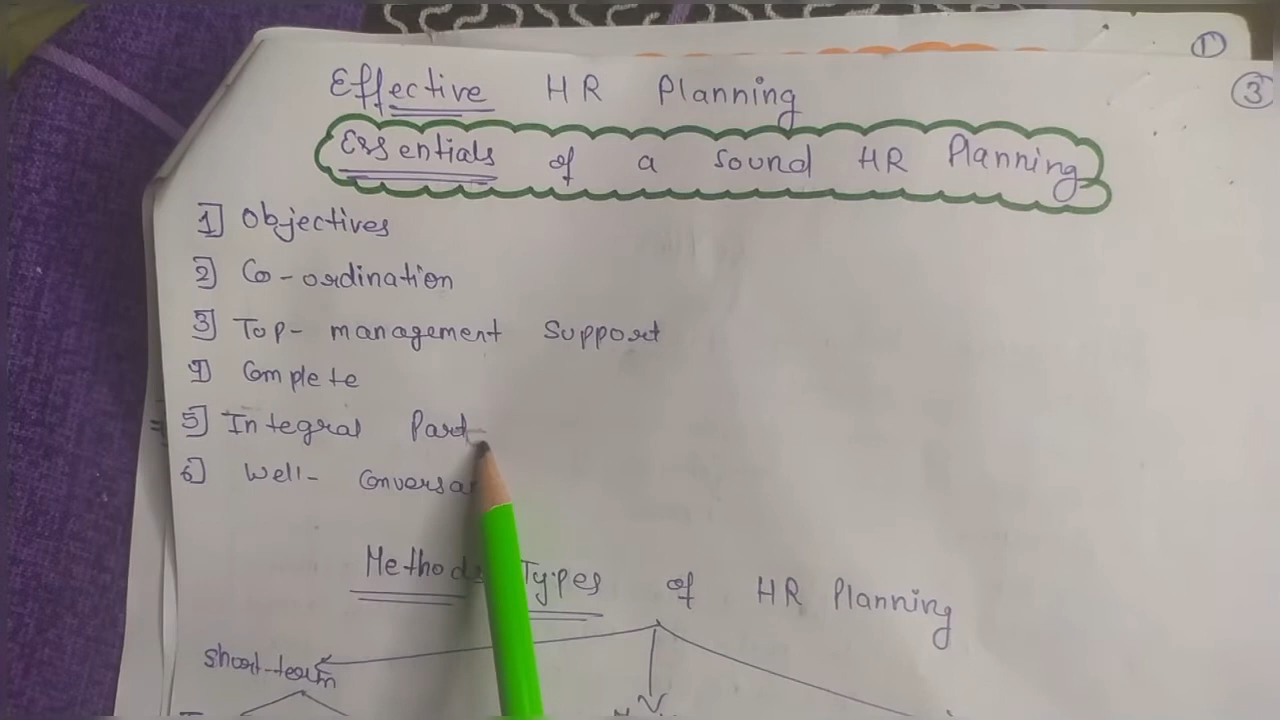 1
3
Effective HR Planning
Essentials of a sound HR Planning
1] Objectives
2] Co-ordination
3] Top-management Support
4] Complete
5] Integral Part
6] Well-
Methods Types of HR Planning
short-term